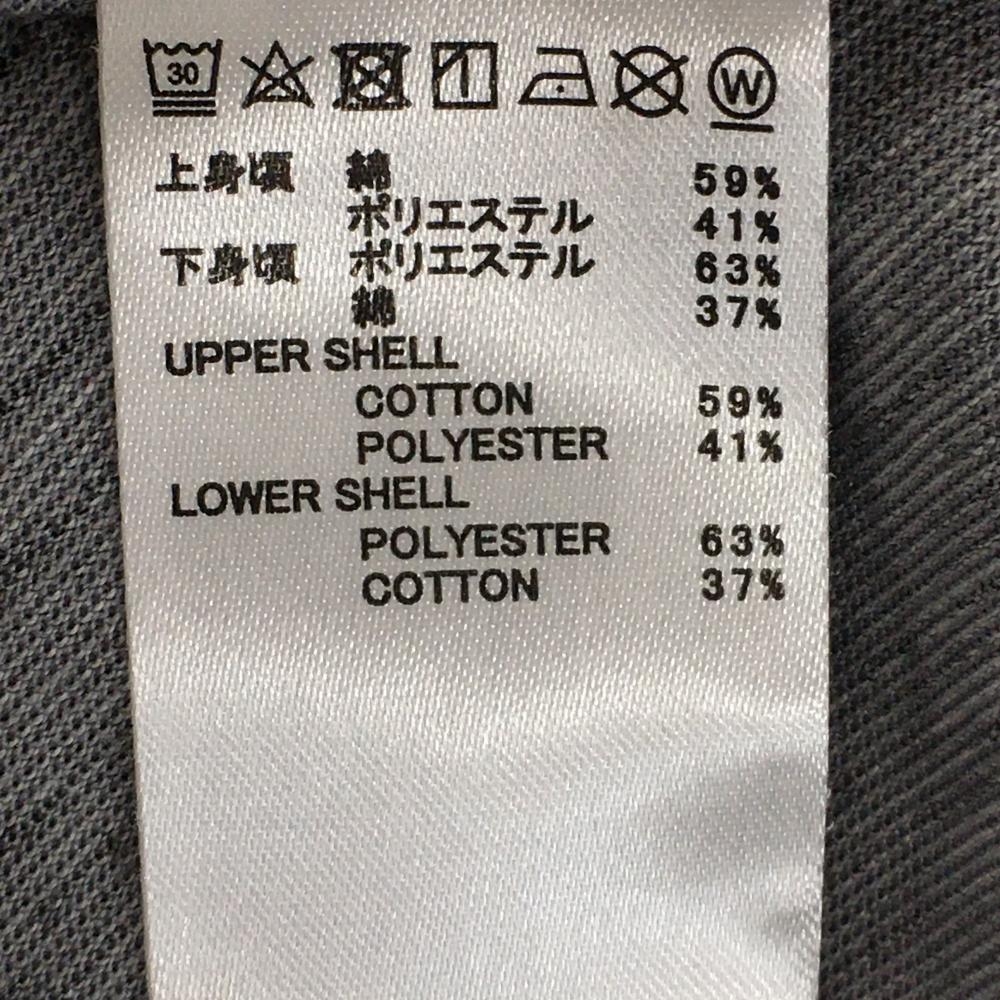 30 W
上身頃 綿 59%
ポリエステル 41%
下身頃 ポリエステル 63%
綿 37%
UPPER SHELL
COTTON 59%
POLYESTER 41%
LOWER SHELL
POLYESTER 63%
COTTON 37%